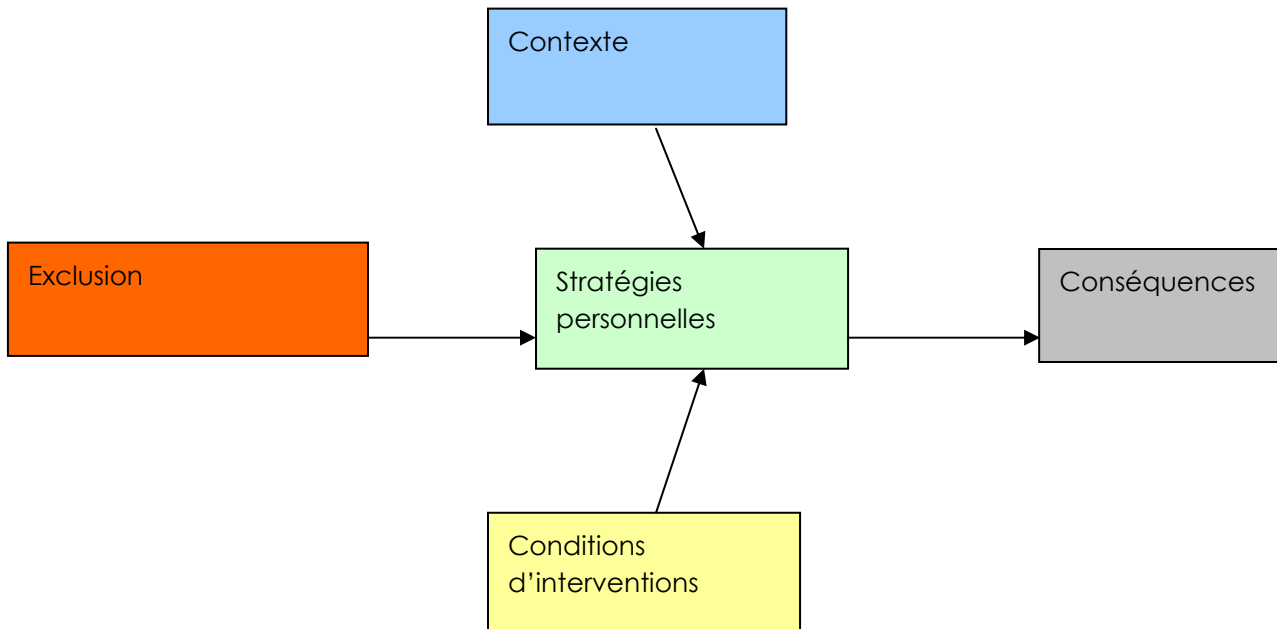 Contexte
Exclusion
Stratégies
personnelles
Conséquences
Conditions
d’interventions